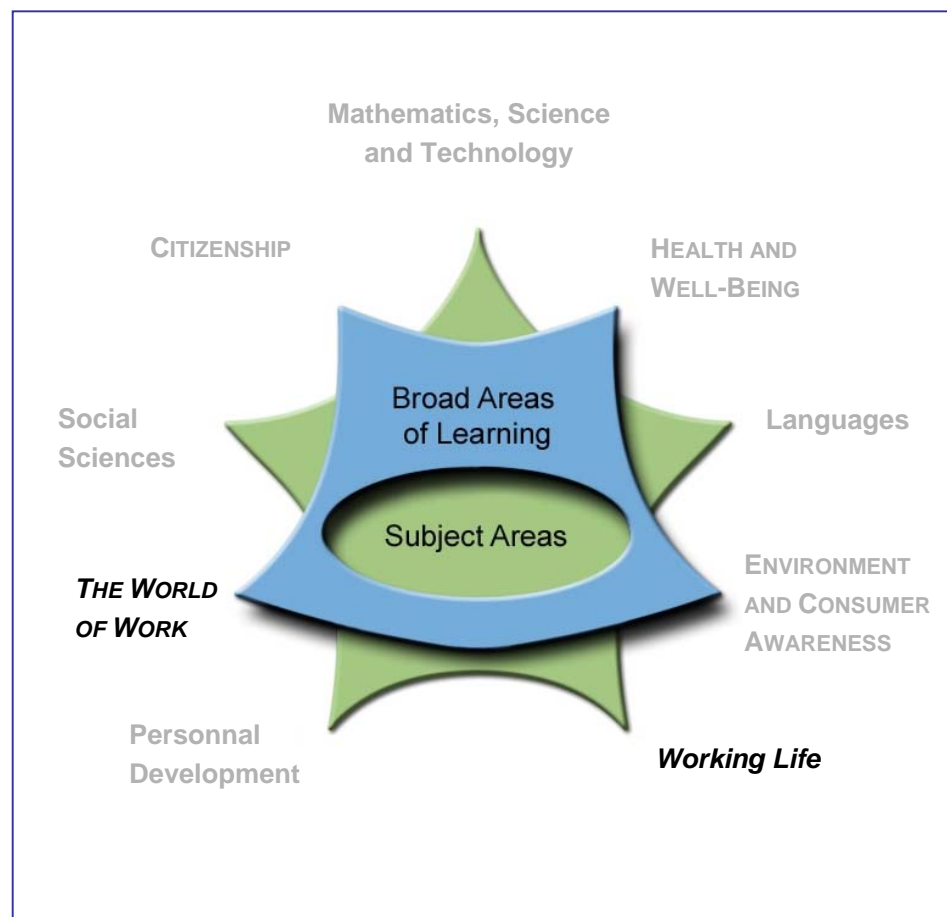 Mathematics, Science
and Technology
CITIZENSHIP
HEALTH AND
WELL-BEING
Broad Areas
of Learning
Social
Sciences
Languages
Subject Areas
THE WORLD
OF WORK
ENVIRONMENT
AND CONSUMER
AWARENESS
Personnal
Development
Working Life